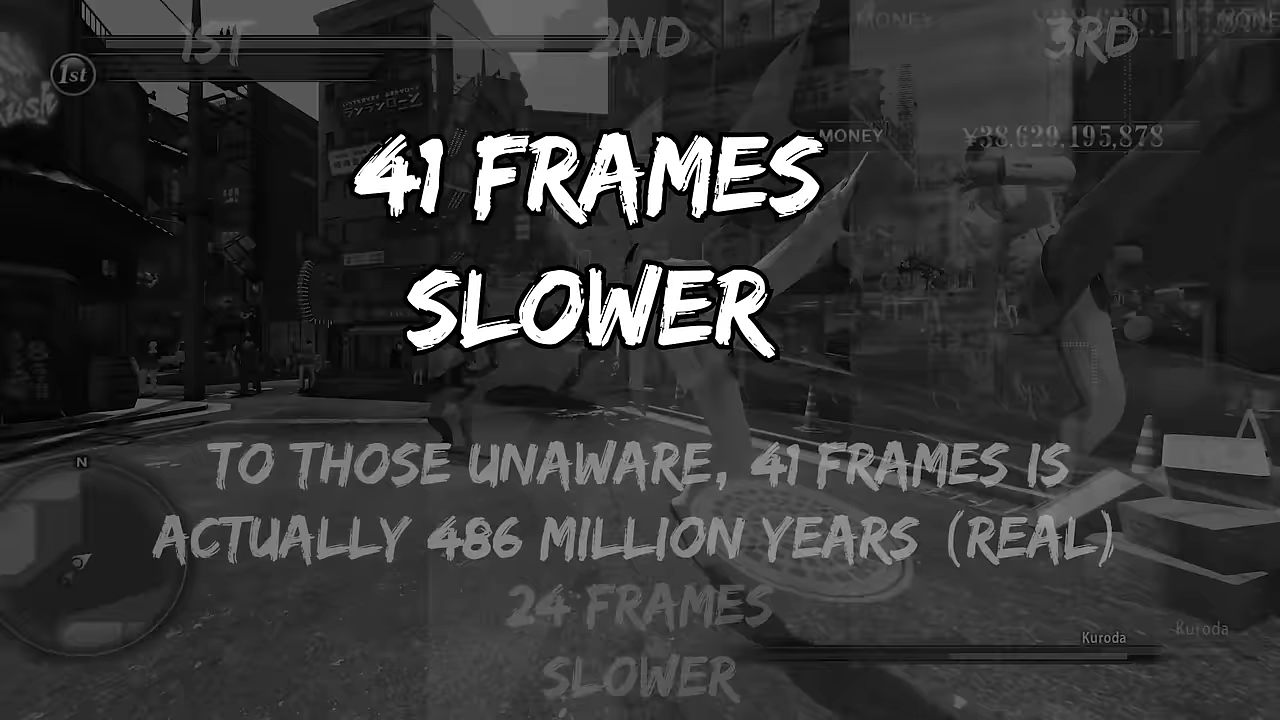 1ST
2ND
3RD
MONEY
1st
Rush
MONEY
¥38,629,195,878
41 FRAMES
SLOWER
N
TO THOSE UNAWARE, 41 FRAMES IS
ACTUALLY 486 MILLION YEARS (REAL)
24 FRAMES
SLOWER
Kuroda
Kuroda